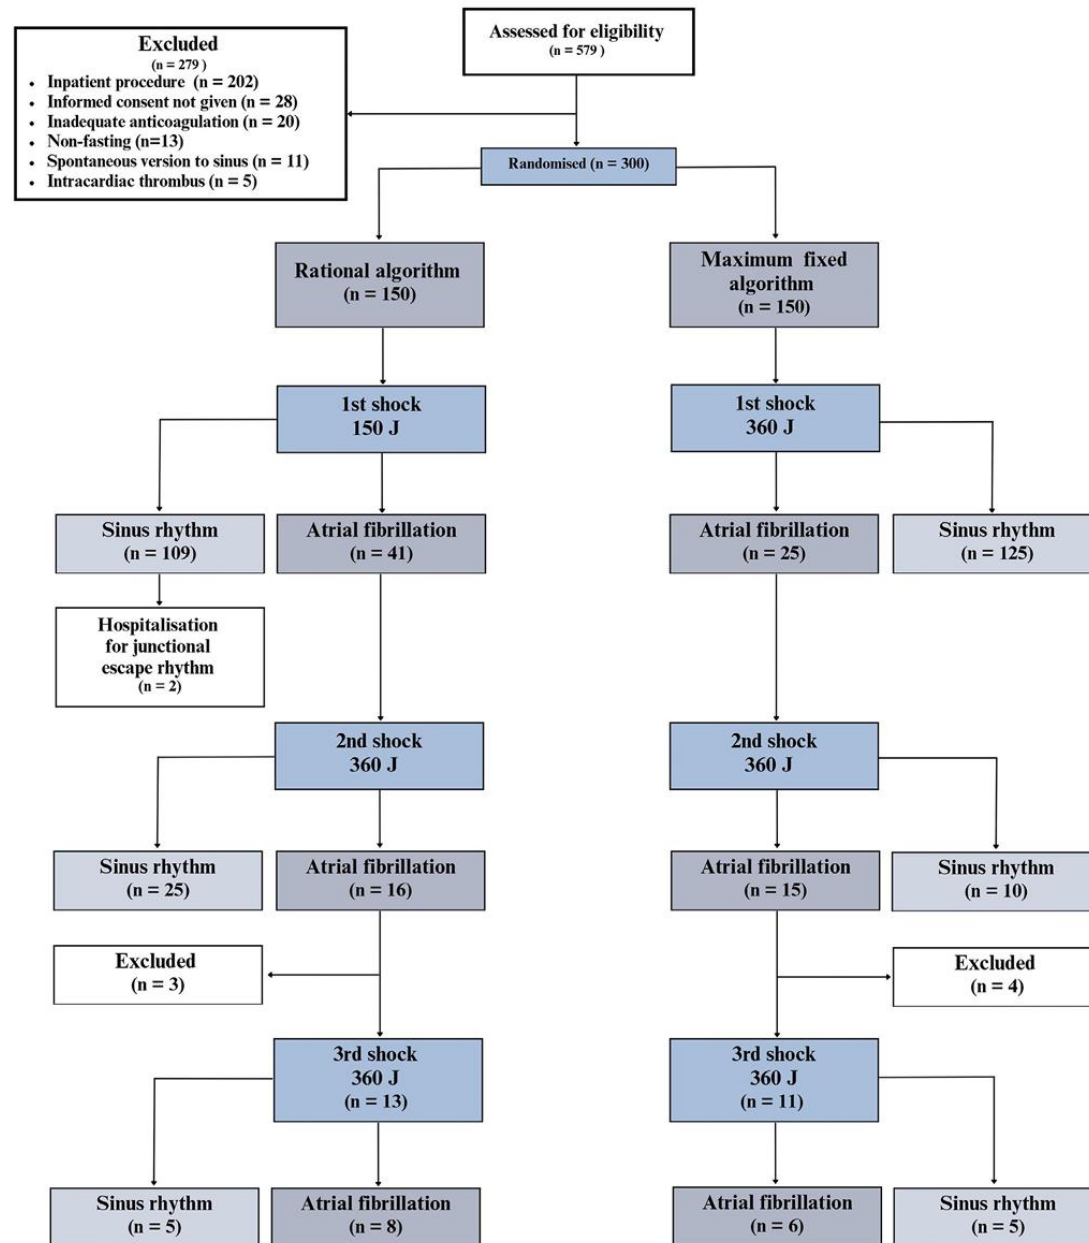 Assessed for eligibility
(n = 579 )
Excluded
(n = 279 )
• Inpatient procedure (n = 202)
• Informed consent not given (n = 28)
• Inadequate anticoagulation (n = 20)
• Non-fasting (n=13)
• Spontaneous version to sinus (n = 11)
• Intracardiac thrombus (n = 5)
Randomised (n = 300)
Rational algorithm
(n = 150)
Maximum fixed
algorithm
(n = 150)
1st shock
150 J
1st shock
360 J
Sinus rhythm
(n = 109)
Atrial fibrillation
(n = 41)
Atrial fibrillation
(n = 25)
Sinus rhythm
(n = 125)
Hospitalisation
for junctional
escape rhythm
(n = 2)
2nd shock
360 J
2nd shock
360 J
Sinus rhythm
(n = 25)
Atrial fibrillation
(n = 16)
Atrial fibrillation
(n = 15)
Sinus rhythm
(n = 10)
Excluded
(n = 3)
Excluded
(n = 4)
3rd shock
360 J
(n = 13)
3rd shock
360 J
(n = 11)
Sinus rhythm
(n = 5)
Atrial fibrillation
(n = 8)
Atrial fibrillation
(n = 6)
Sinus rhythm
(n = 5)